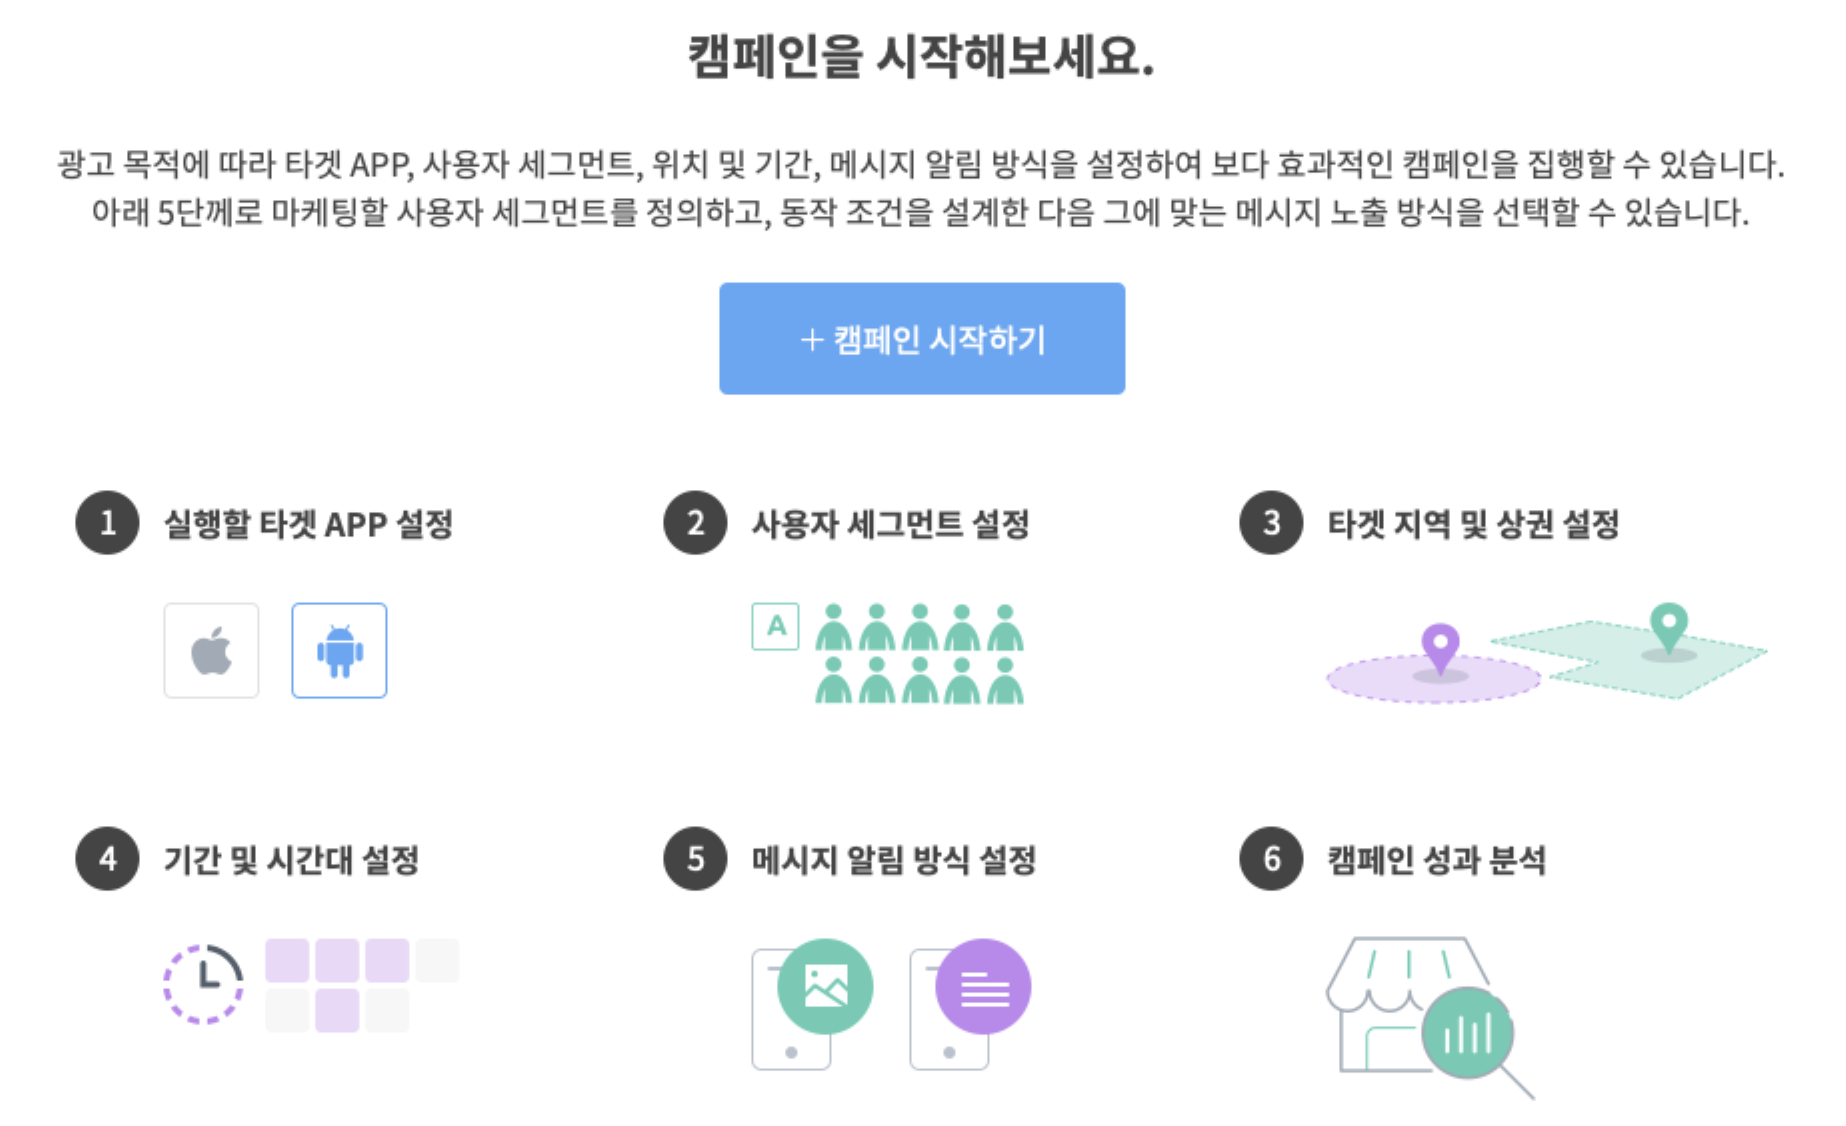 캠페인을 시작해보세요.
광고 목적에 따라 타겟 APP, 사용자 세그먼트, 위치 및 기간, 메시지 알림 방식을 설정하여 보다 효과적인 캠페인을 집행할 수 있습니다.
아래 5단께로 마케팅할 사용자 세그먼트를 정의하고, 동작 조건을 설계한 다음 그에 맞는 메시지 노출 방식을 선택할 수 있습니다.
+ 캠페인 시작하기
1 실행할 타겟 APP 설정
2 사용자 세그먼트 설정
3 타겟 지역 및 상권 설정
A
4 기간 및 시간대 설정
5 메시지 알림 방식 설정
6 캠페인 성과 분석